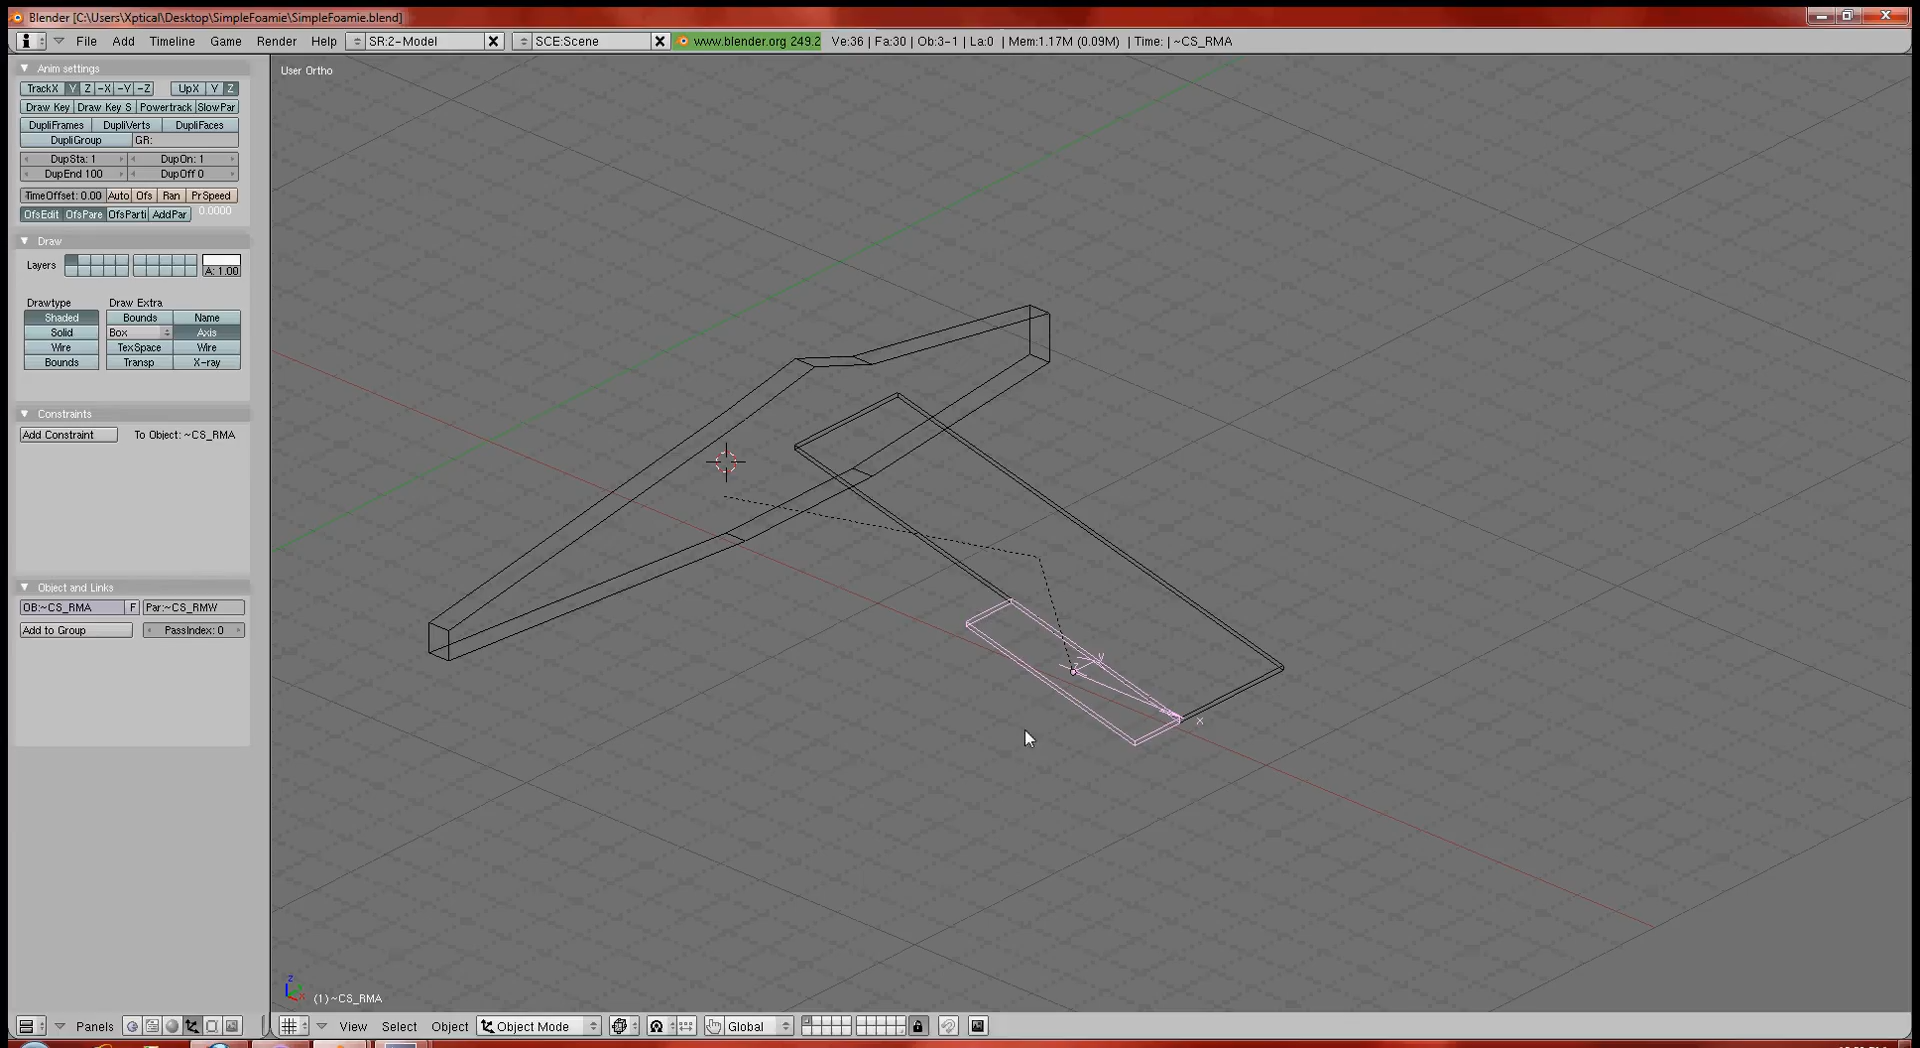 Blender [C:\Users\Xptical\Desktop\SimpleFoamie\SimpleFoamie.blend]
File Add Timeline Game Render Help SR:2-Model SCE:Scene www.blender.org 249.2 Ve:36 | Fa:30 | Ob:3-1 | La:0 | Mem:1.17M (0.09M) | Time: | ~CS_RMA
Anim settings
TrackX Y Z -X -Y -Z UpX Y Z
Draw Key Draw Key S Powertrack SlowPar
DupliFrames DupliVerts DupliFaces
DupliGroup GR:
DupSta: 1 DupOn: 1
DupEnd 100 DupOff 0
TimeOffset: 0.00 Auto Ofs Ran PrSpeed
OfsEdit OfsPare OfsParti AddPar 0.0000
Draw
Layers A: 1.00
Drawtype Draw Extra
Shaded Bounds Name
Solid Box Axis
Wire TexSpace Wire
Bounds Transp X-ray
Constraints
Add Constraint To Object: ~CS_RMA
Object and Links
OB:~CS_RMA F Par:~CS_RMW
Add to Group PassIndex: 0
Panels
User Ortho
Y
Z
X
Z
(1) ~CS_RMA
View Select Object Object Mode Global